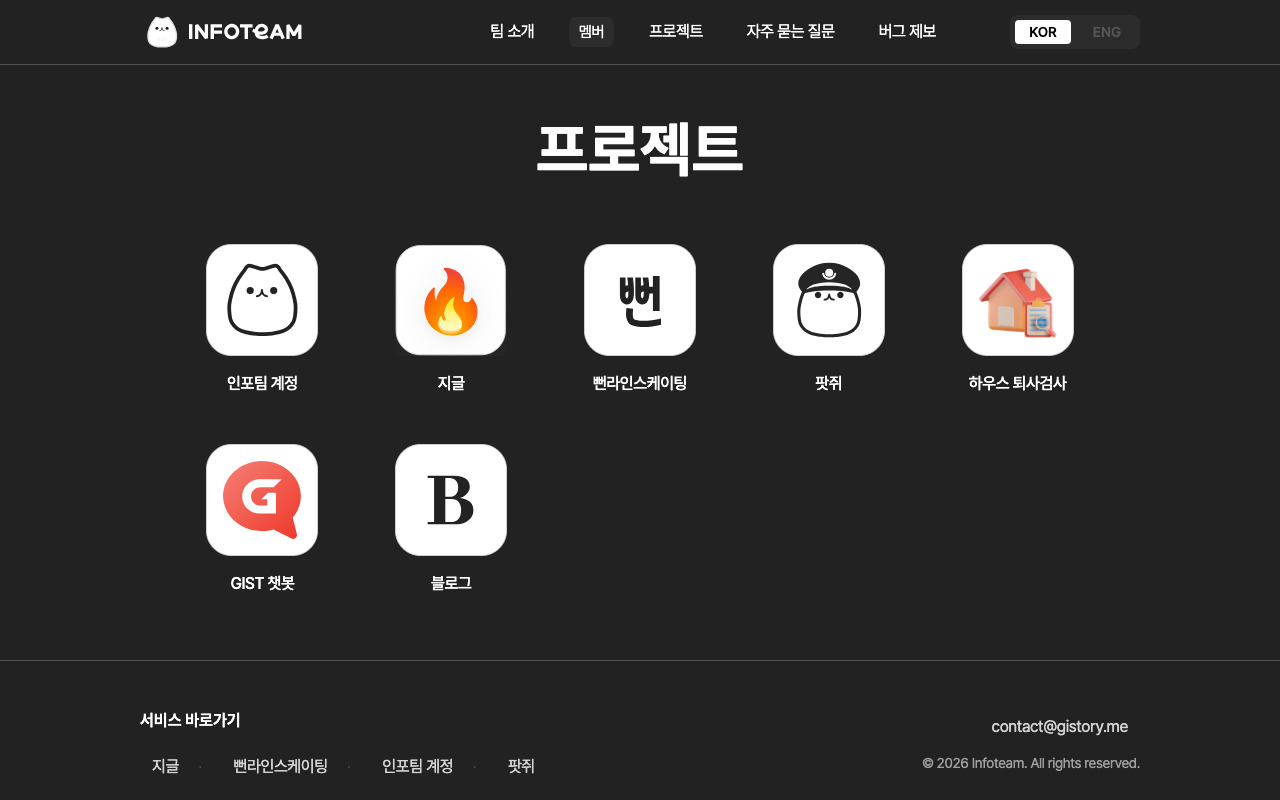 INFOTEAM 팀 소개 멤버 프로젝트 자주 묻는 질문 버그 제보 KOR ENG
프로젝트
뻔
인포팀 계정 지글 뻔라인스케이팅 팟쥐 하우스 퇴사검사
G B
GIST 챗봇 블로그
서비스 바로가기
contact@gistory.me
지글 · 뻔라인스케이팅 · 인포팀 계정 · 팟쥐
© 2026 Infoteam. All rights reserved.